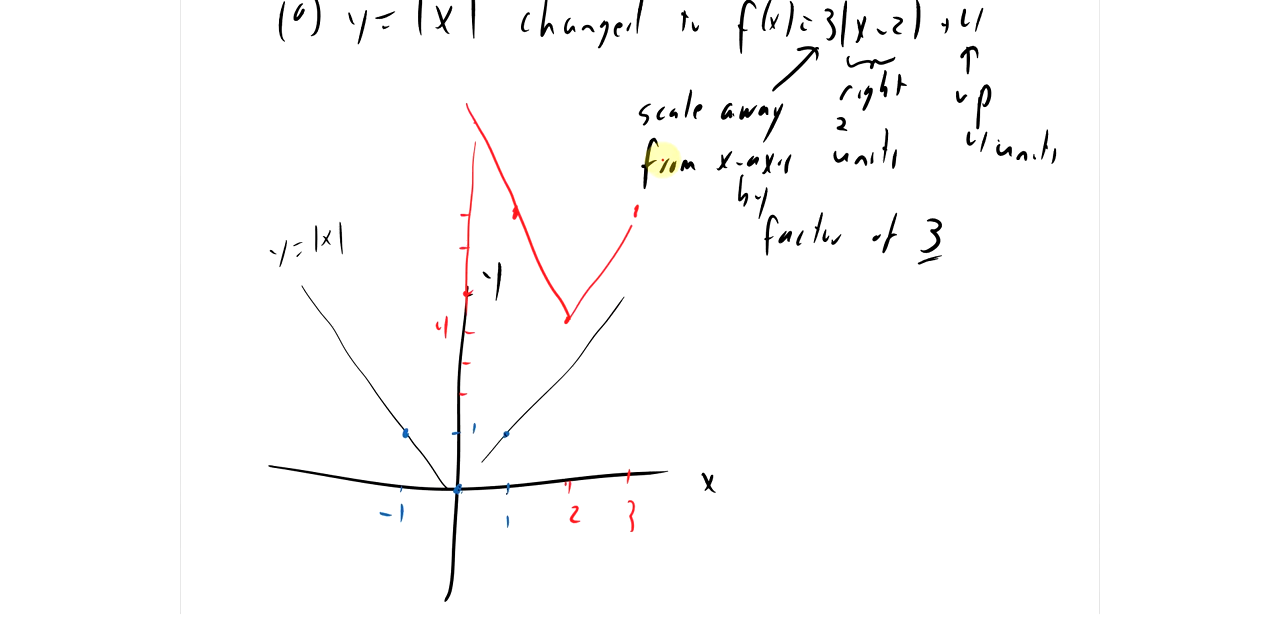 (a) y = |x| changed to f(x) = 3|x-2| + 4
scale away right up
from x-axis 2 4 units
by units
factor of 3
y=|x|
y
4
1
x
-1 1 2 3